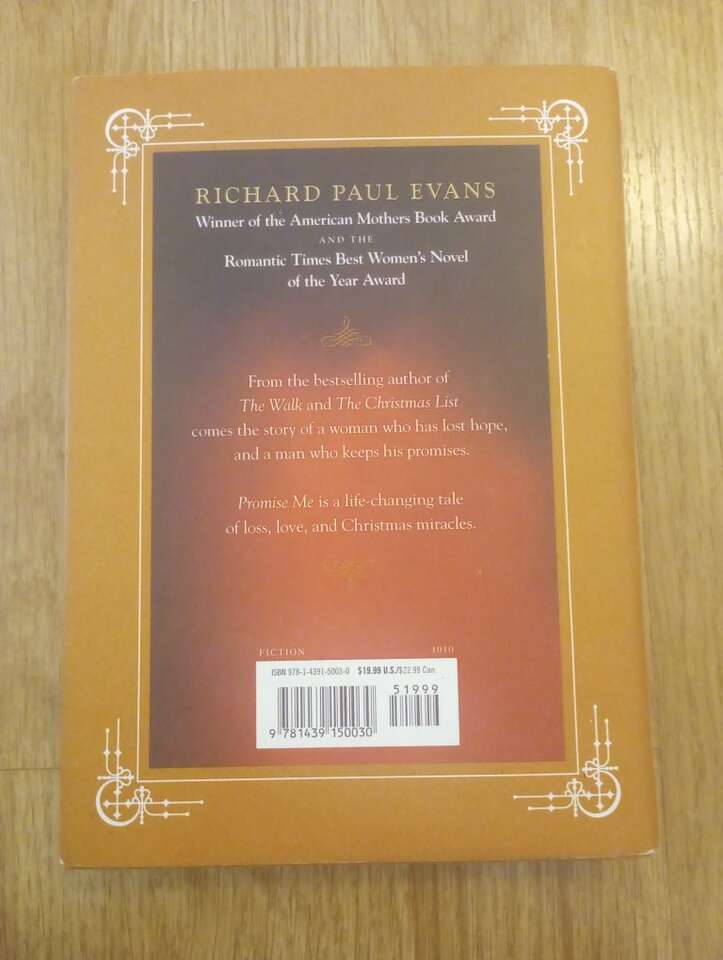 RICHARD PAUL EVANS
Winner of the American Mothers Book Award
AND THE
Romantic Times Best Women's Novel
of the Year Award
From the bestselling author of
The Walk and The Christmas List
comes the story of a woman who has lost hope,
and a man who keeps his promises.
Promise Me is a life-changing tale
of loss, love, and Christmas miracles.
FICTION 1010
ISBN 978-1-4391-5003-0 $19.99 U.S./$22.99 Can.
51999
9 781439 150030